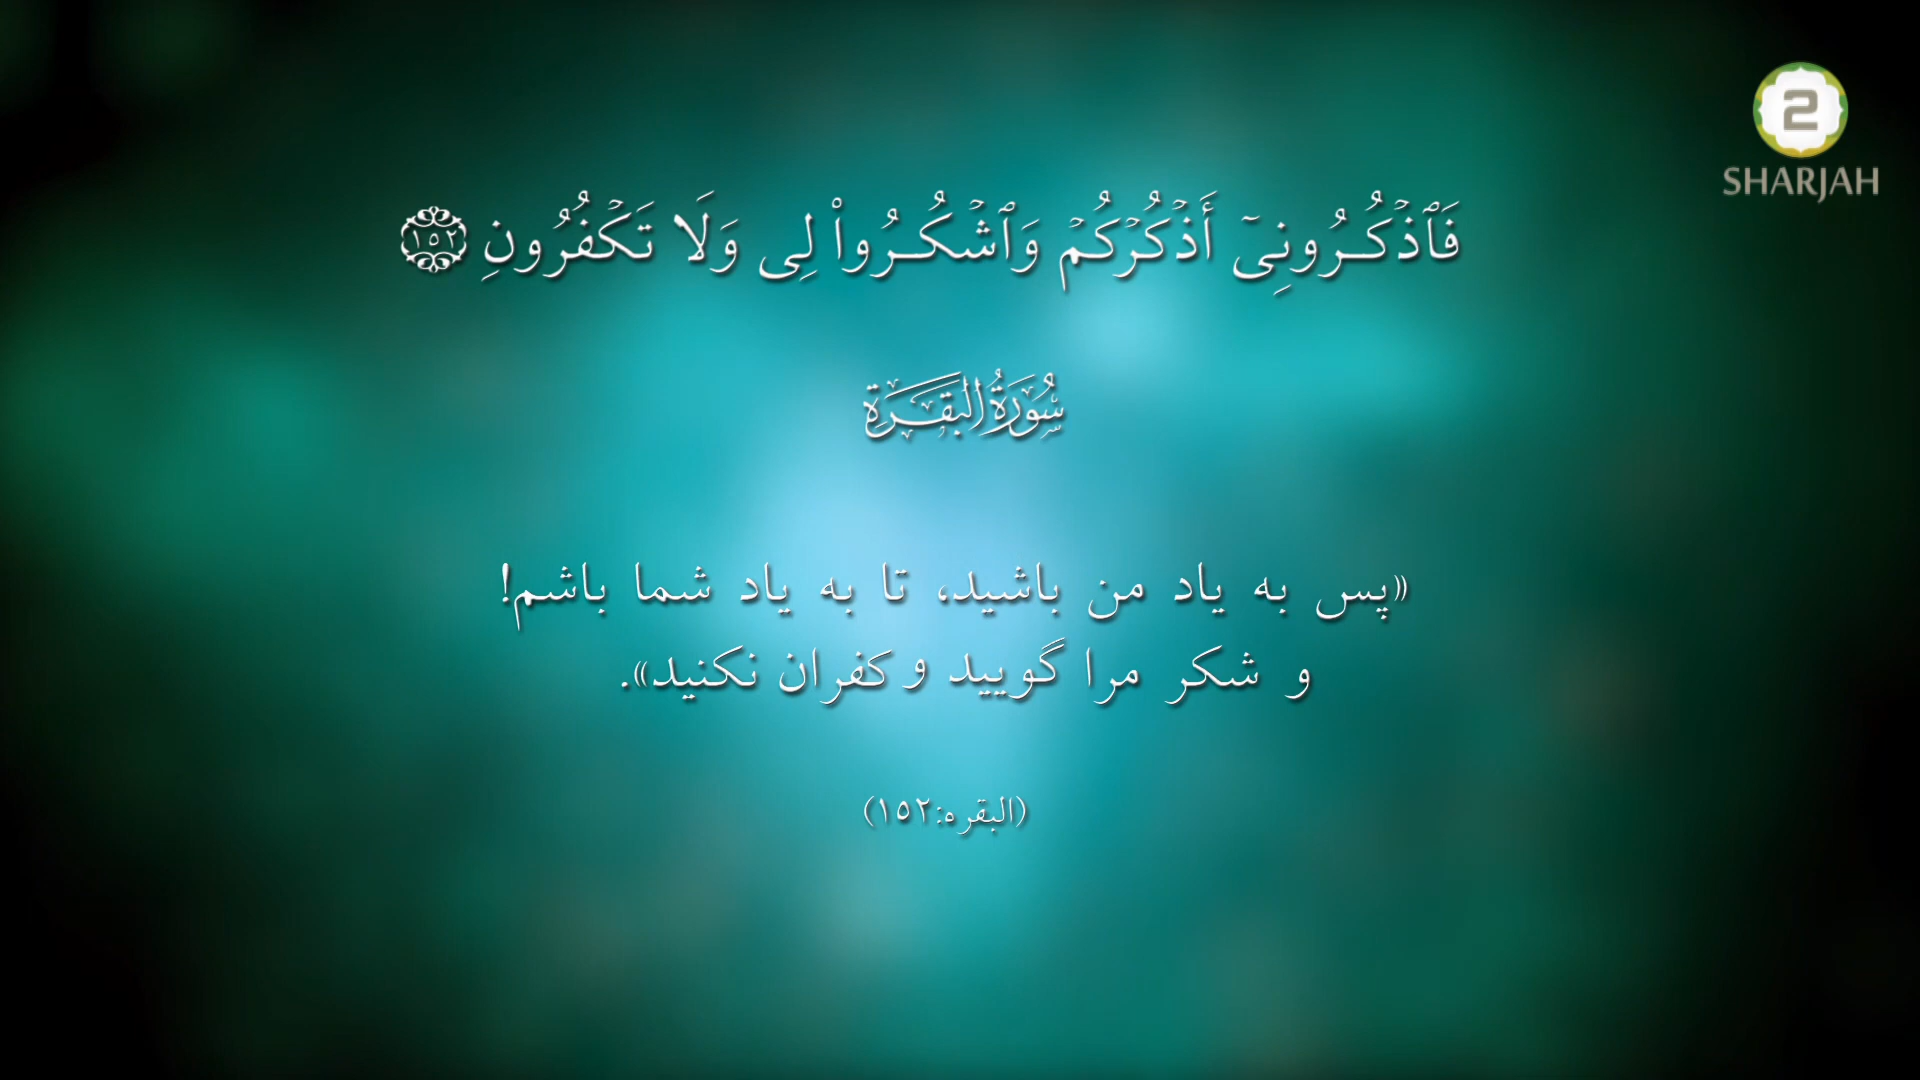 2
SHARJAH
فَٱذۡكُرُونِيٓ أَذۡكُرۡكُمۡ وَٱشۡكُرُواْ لِي وَلَا تَكۡفُرُونِ ١٥٢
سُورَةُ البَقَرَةِ
«پس به یاد من باشید، تا به یاد شما باشم!
و شکر مرا گویید و کفران نکنید».
(البقره:١٥٢)